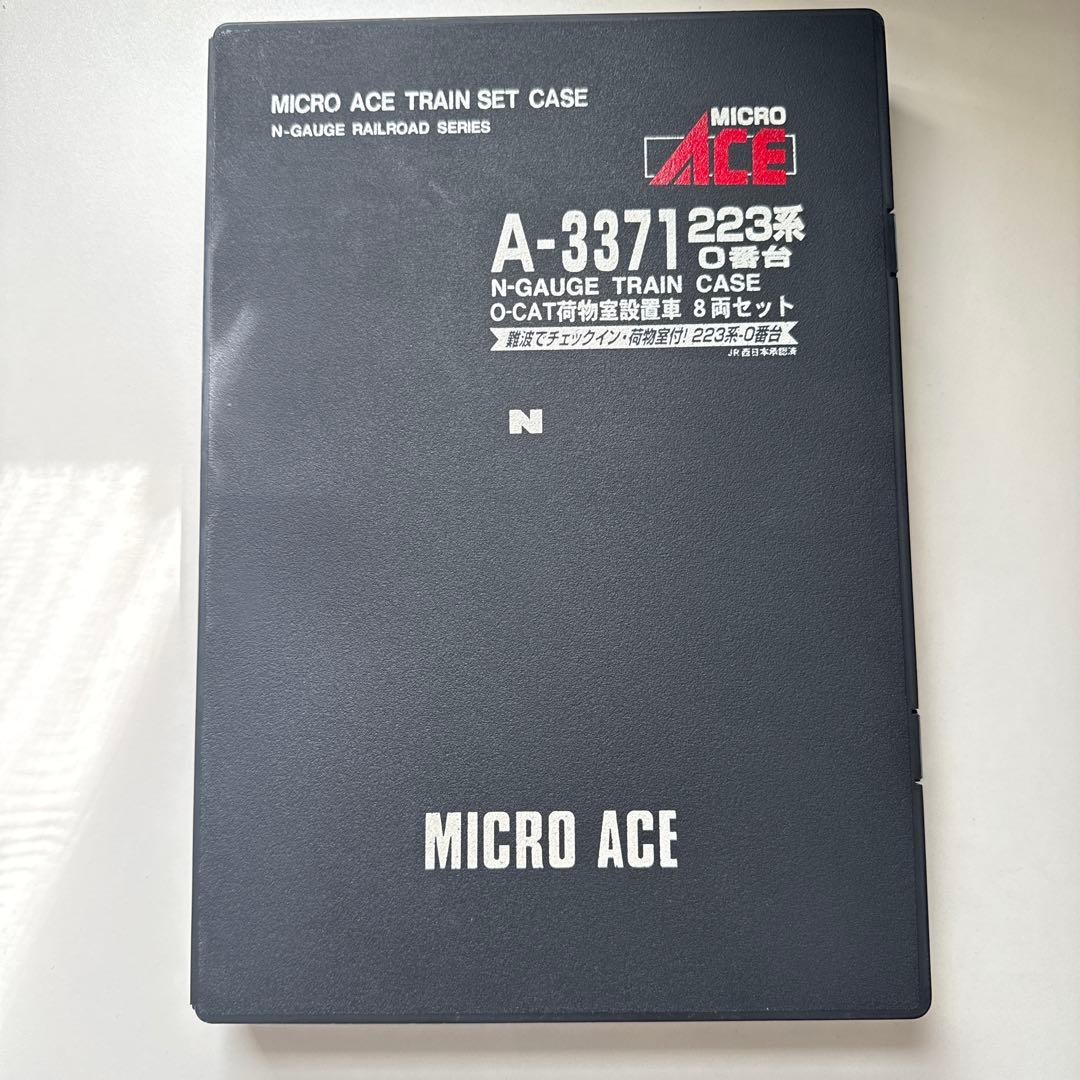 MICRO ACE TRAIN SET CASE
N-GAUGE RAILROAD SERIES
MICRO
ACE
A-3371 223系
0番台
N-GAUGE TRAIN CASE
O-CAT荷物室設置車 8両セット
難波でチェックイン・荷物室付! 223系-0番台
JR西日本承認済
N
MICRO ACE